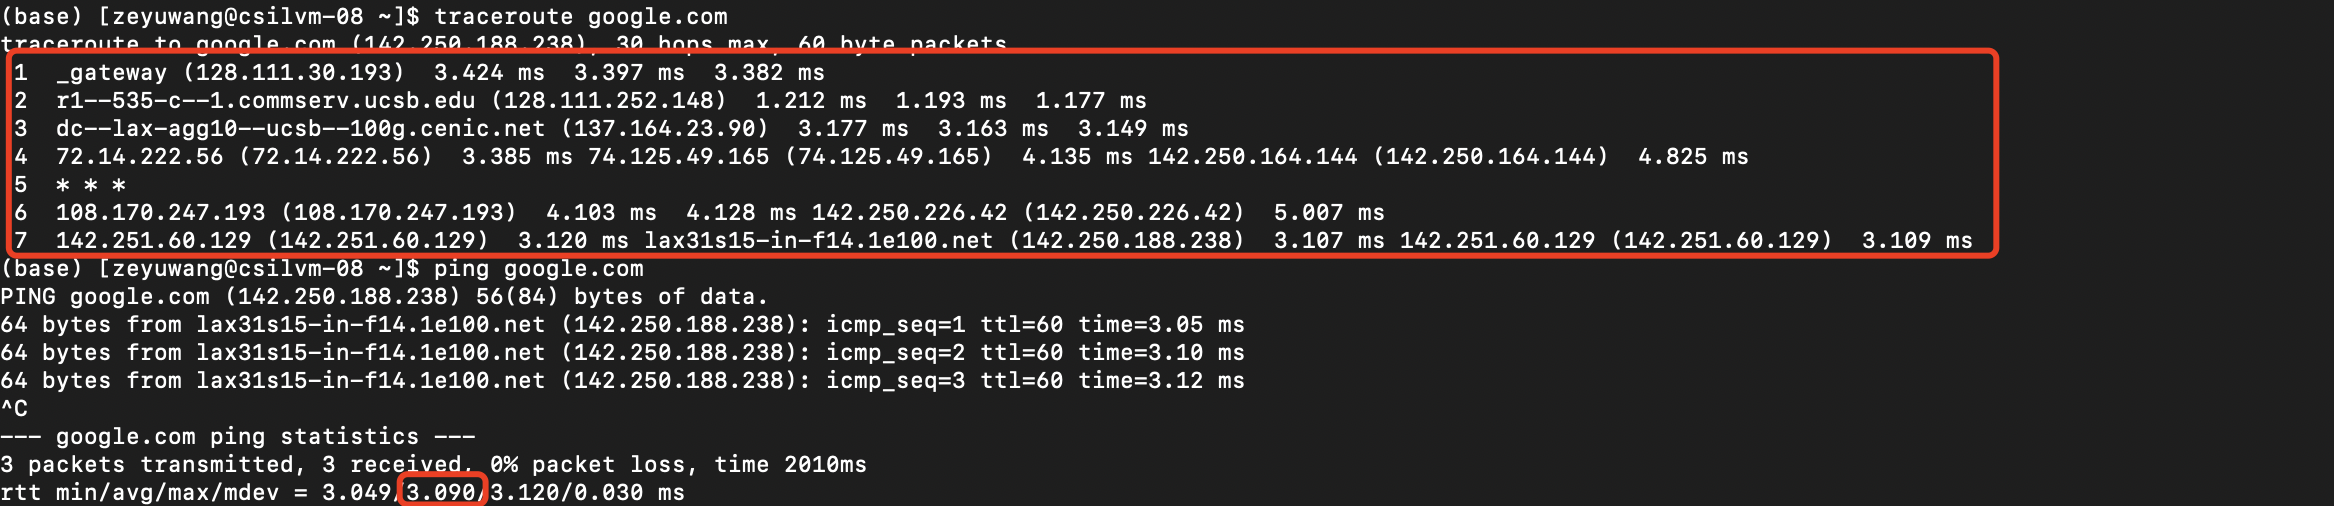 (base) [zeyuwang@csilvm-08 ~]$ traceroute google.com
traceroute to google.com (142.250.188.238), 30 hops max, 60 byte packets
1  _gateway (128.111.30.193)  3.424 ms  3.397 ms  3.382 ms
2  r1--535-c--1.commserv.ucsb.edu (128.111.252.148)  1.212 ms  1.193 ms  1.177 ms
3  dc--lax-agg10--ucsb--100g.cenic.net (137.164.23.90)  3.177 ms  3.163 ms  3.149 ms
4  72.14.222.56 (72.14.222.56)  3.385 ms 74.125.49.165 (74.125.49.165)  4.135 ms 142.250.164.144 (142.250.164.144)  4.825 ms
5  * * *
6  108.170.247.193 (108.170.247.193)  4.103 ms  4.128 ms 142.250.226.42 (142.250.226.42)  5.007 ms
7  142.251.60.129 (142.251.60.129)  3.120 ms lax31s15-in-f14.1e100.net (142.250.188.238)  3.107 ms 142.251.60.129 (142.251.60.129)  3.109 ms
(base) [zeyuwang@csilvm-08 ~]$ ping google.com
PING google.com (142.250.188.238) 56(84) bytes of data.
64 bytes from lax31s15-in-f14.1e100.net (142.250.188.238): icmp_seq=1 ttl=60 time=3.05 ms
64 bytes from lax31s15-in-f14.1e100.net (142.250.188.238): icmp_seq=2 ttl=60 time=3.10 ms
64 bytes from lax31s15-in-f14.1e100.net (142.250.188.238): icmp_seq=3 ttl=60 time=3.12 ms
^C
--- google.com ping statistics ---
3 packets transmitted, 3 received, 0% packet loss, time 2010ms
rtt min/avg/max/mdev = 3.049/3.090/3.120/0.030 ms